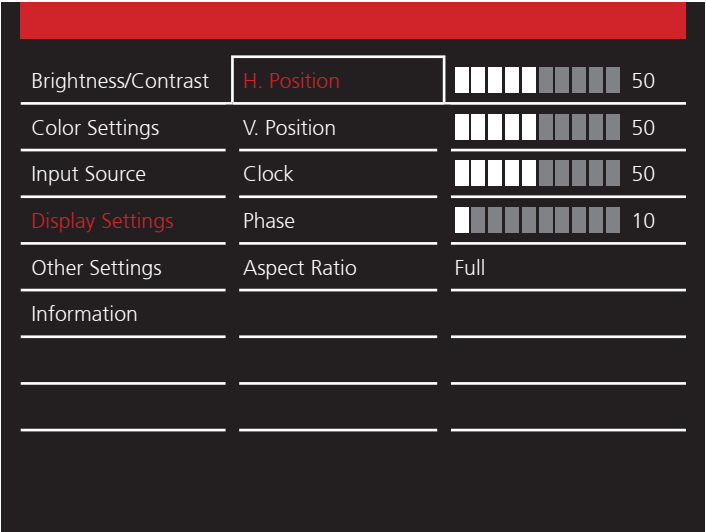 Brightness/Contrast H. Position 50
Color Settings V. Position 50
Input Source Clock 50
Display Settings Phase 10
Other Settings Aspect Ratio Full
Information